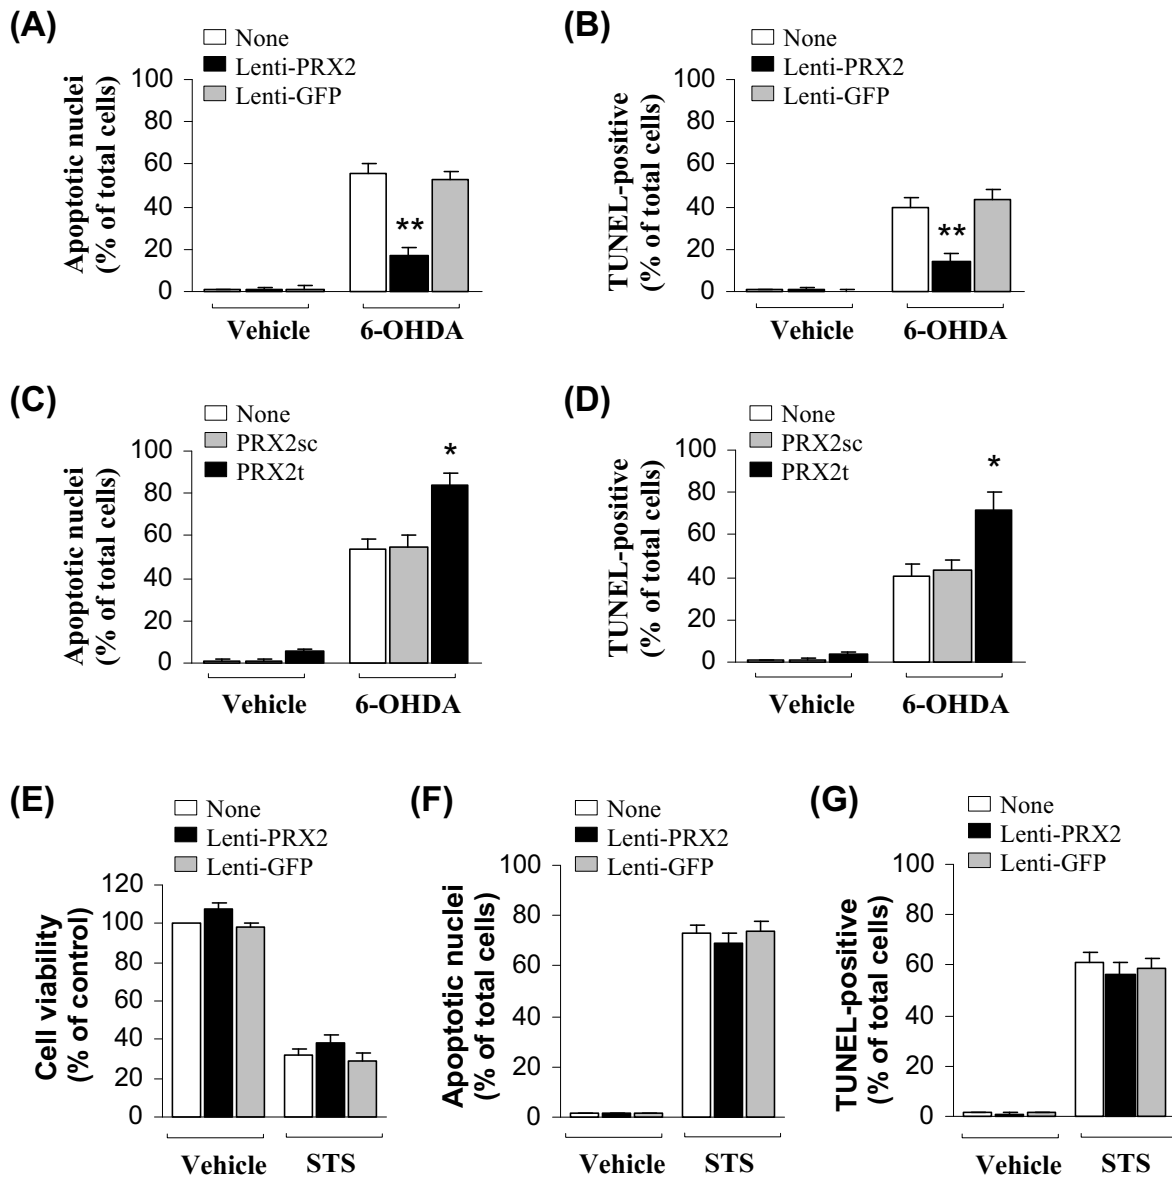 (A)
None
Lenti-PRX2
Lenti-GFP
Apoptotic nuclei
(% of total cells)
100
80
60
40
20
0
**
Vehicle
6-OHDA
(B)
None
Lenti-PRX2
Lenti-GFP
TUNEL-positive
(% of total cells)
100
80
60
40
20
0
**
Vehicle
6-OHDA
(C)
None
PRX2sc
PRX2t
Apoptotic nuclei
(% of total cells)
100
80
60
40
20
0
*
Vehicle
6-OHDA
(D)
None
PRX2sc
PRX2t
TUNEL-positive
(% of total cells)
100
80
60
40
20
0
*
Vehicle
6-OHDA
(E)
None
Lenti-PRX2
Lenti-GFP
Cell viability
(% of control)
120
100
80
60
40
20
0
Vehicle
STS
(F)
None
Lenti-PRX2
Lenti-GFP
Apoptotic nuclei
(% of total cells)
100
80
60
40
20
0
Vehicle
STS
(G)
None
Lenti-PRX2
Lenti-GFP
TUNEL-positive
(% of total cells)
100
80
60
40
20
0
Vehicle
STS